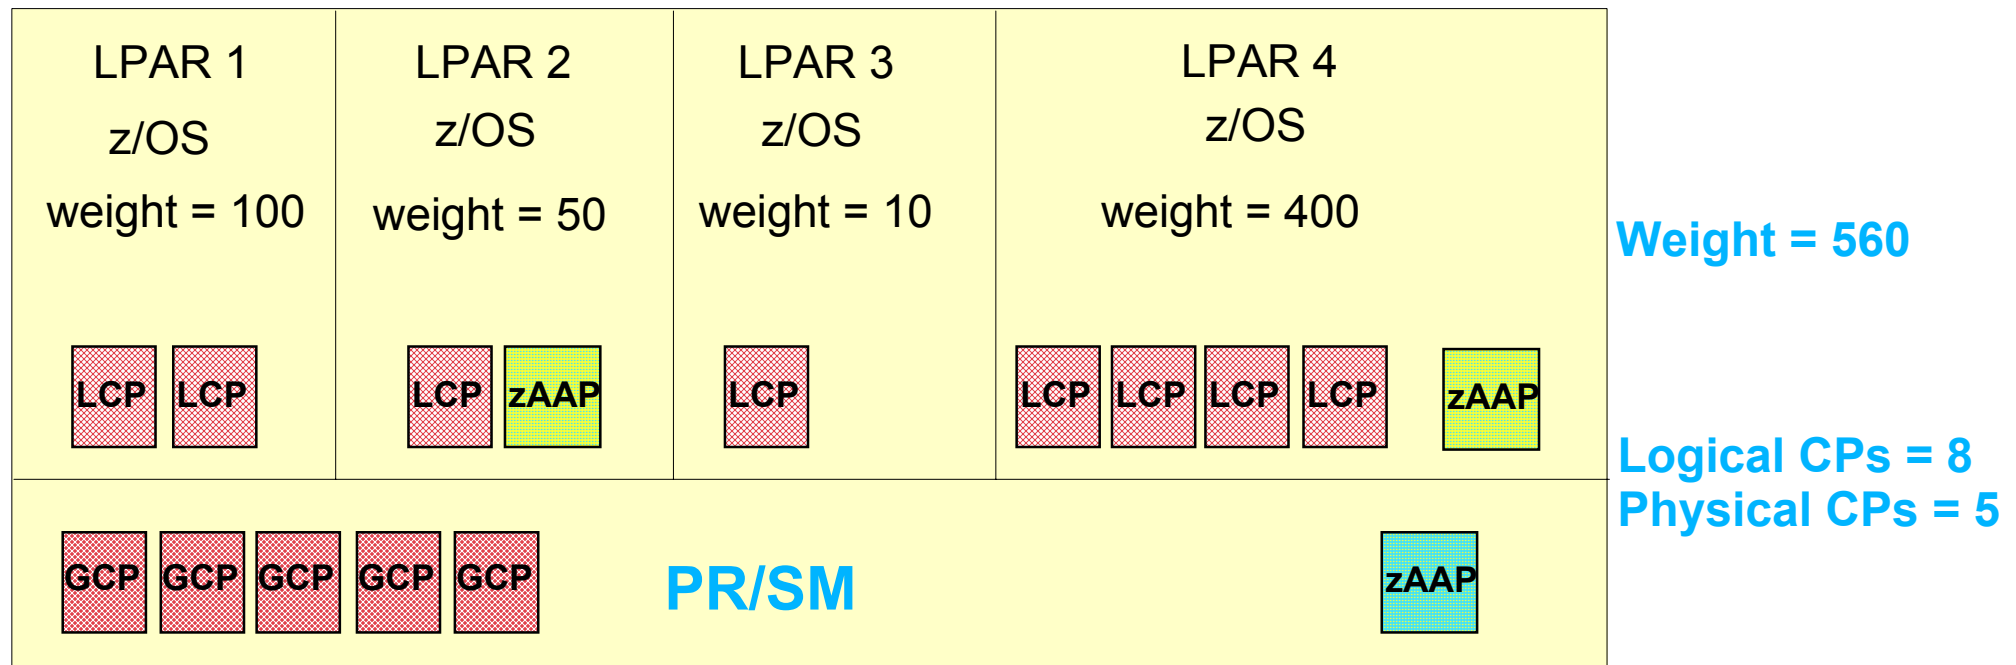 LPAR 1
z/OS
weight = 100
LCP LCP
LPAR 2
z/OS
weight = 50
LCP zAAP
LPAR 3
z/OS
weight = 10
LCP
LPAR 4
z/OS
weight = 400
LCP LCP LCP LCP zAAP
Weight = 560
Logical CPs = 8
Physical CPs = 5
GCP GCP GCP GCP GCP
PR/SM
zAAP